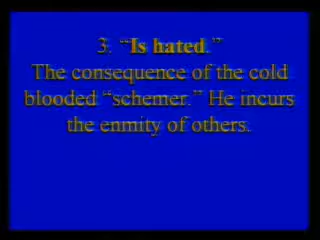 3. “Is hated.”
The consequence of the cold
blooded “schemer.” He incurs
the enmity of others.